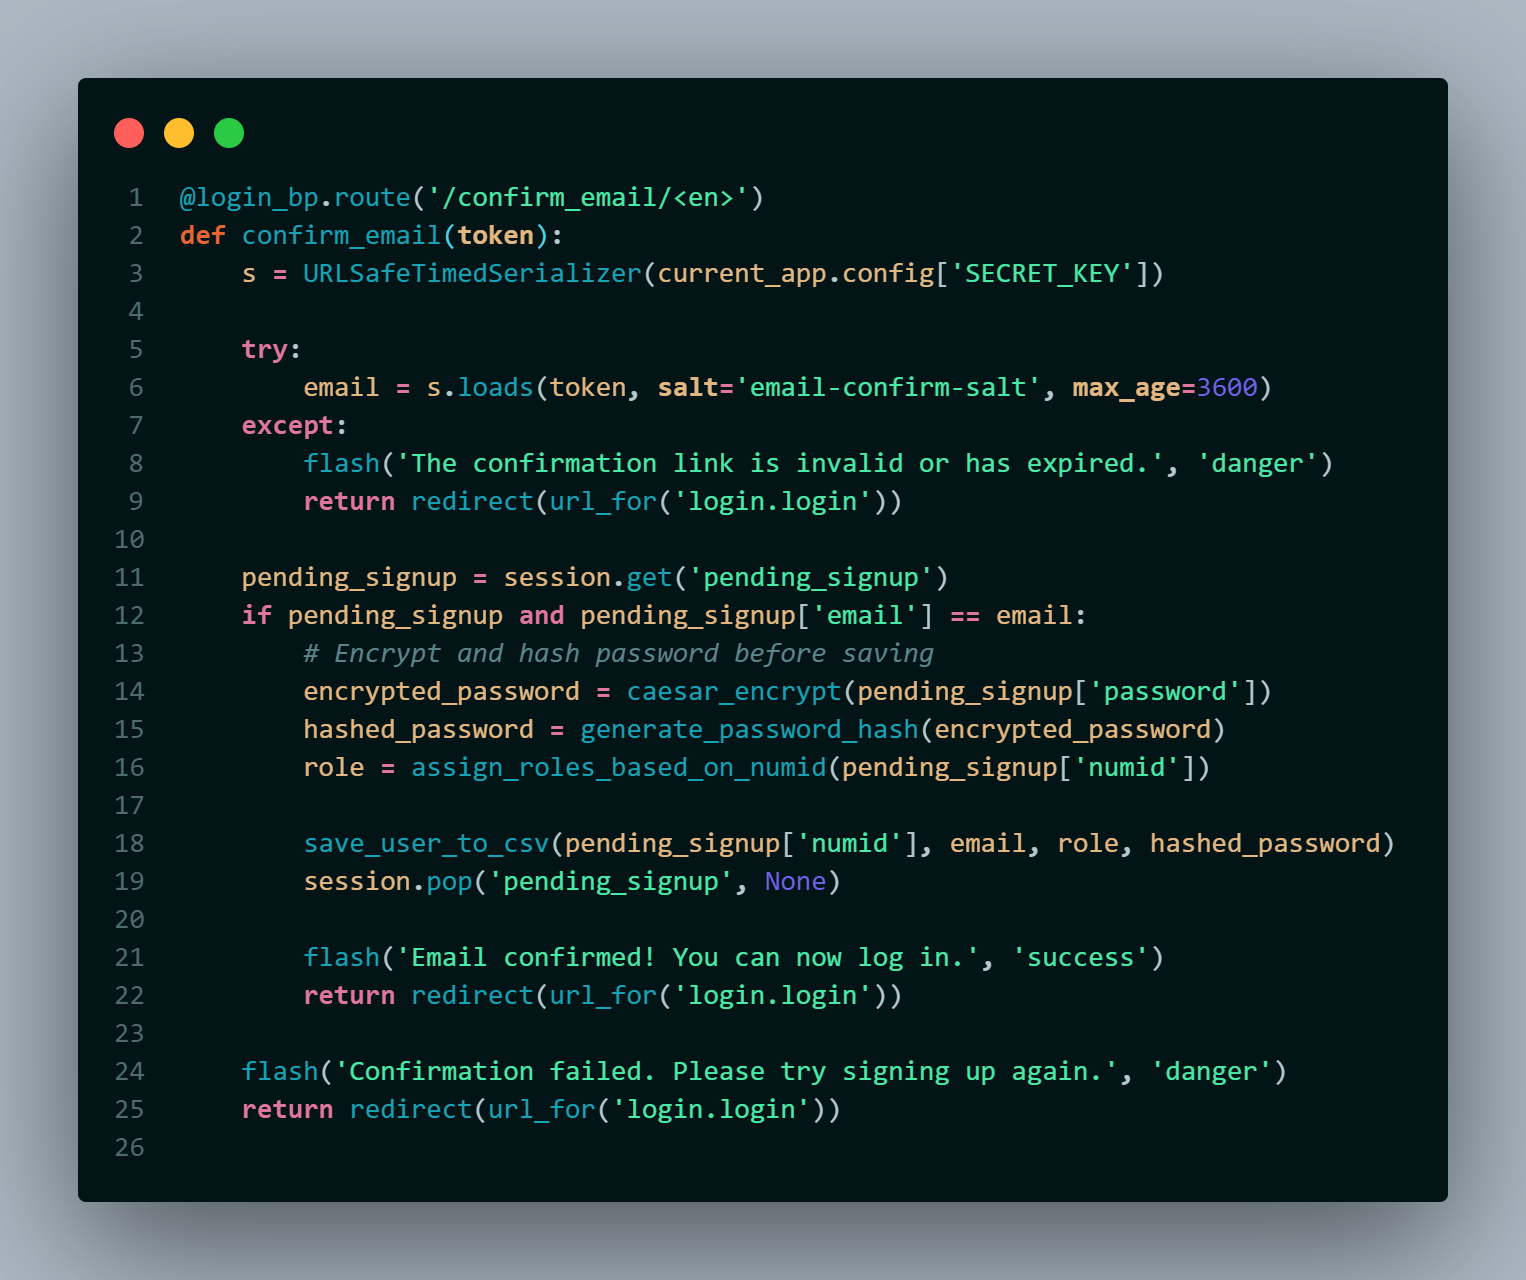 1 @login_bp.route('/confirm_email/<en>')
2 def confirm_email(token):
3     s = URLSafeTimedSerializer(current_app.config['SECRET_KEY'])
4
5     try:
6         email = s.loads(token, salt='email-confirm-salt', max_age=3600)
7     except:
8         flash('The confirmation link is invalid or has expired.', 'danger')
9         return redirect(url_for('login.login'))
10
11     pending_signup = session.get('pending_signup')
12     if pending_signup and pending_signup['email'] == email:
13         # Encrypt and hash password before saving
14         encrypted_password = caesar_encrypt(pending_signup['password'])
15         hashed_password = generate_password_hash(encrypted_password)
16         role = assign_roles_based_on_numid(pending_signup['numid'])
17
18         save_user_to_csv(pending_signup['numid'], email, role, hashed_password)
19         session.pop('pending_signup', None)
20
21         flash('Email confirmed! You can now log in.', 'success')
22         return redirect(url_for('login.login'))
23
24     flash('Confirmation failed. Please try signing up again.', 'danger')
25     return redirect(url_for('login.login'))
26